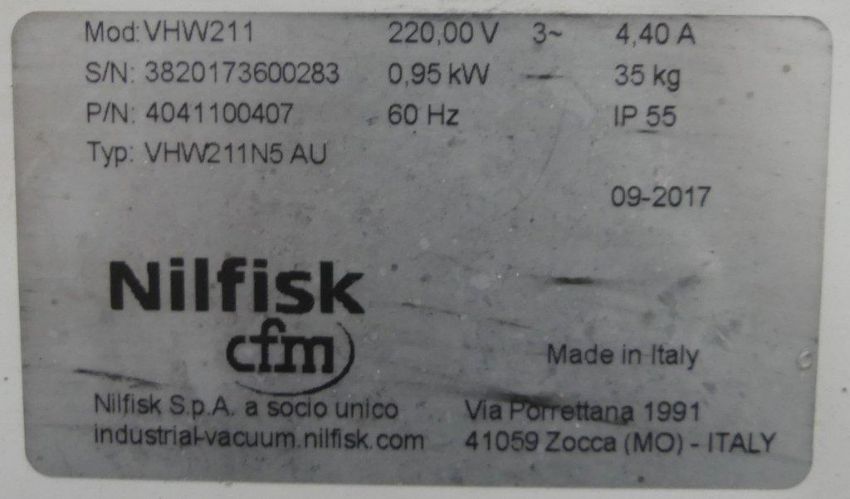 Mod: VHW211 220,00 V 3~ 4,40 A
S/N: 3820173600283 0,95 kW 35 kg
P/N: 4041100407 60 Hz IP 55
Typ: VHW211N5 AU
09-2017
Nilfisk
cfm
Made in Italy
Nilfisk S.p.A. a socio unico Via Porrettana 1991
industrial-vacuum.nilfisk.com 41059 Zocca (MO) - ITALY